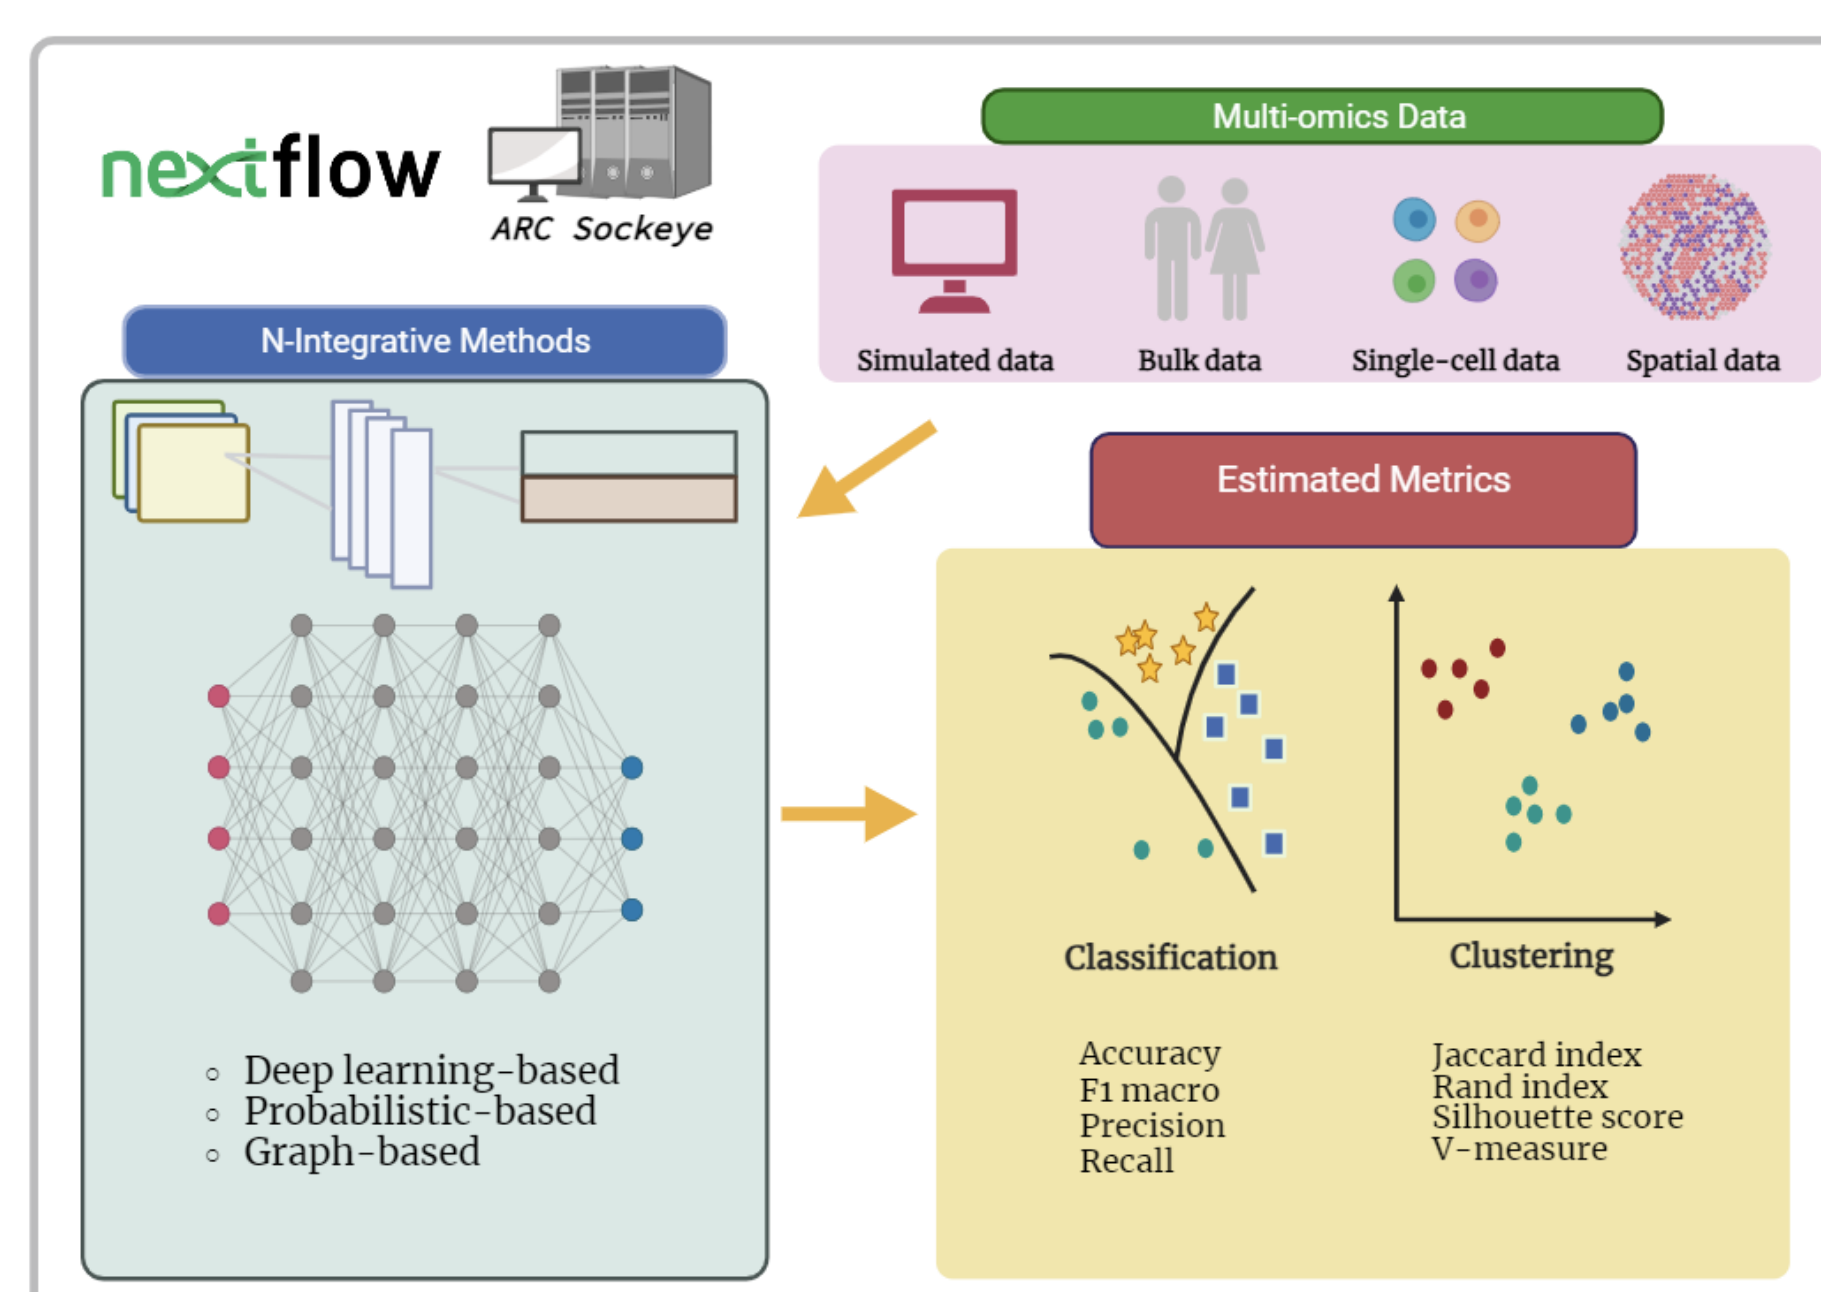 nextflow
ARC Sockeye
Multi-omics Data
Simulated data
Bulk data
Single-cell data
Spatial data
N-Integrative Methods
Deep learning-based
Probabilistic-based
Graph-based
Estimated Metrics
Classification
Accuracy
F1 macro
Precision
Recall
Clustering
Jaccard index
Rand index
Silhouette score
V-measure